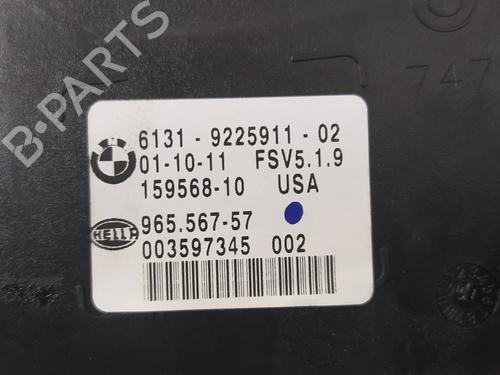 B-PARTS
747
6131 - 9225911 - 02
01-10-11 FSV5.1.9
159568-10 USA
965.567-57
HELLA
003597345 002